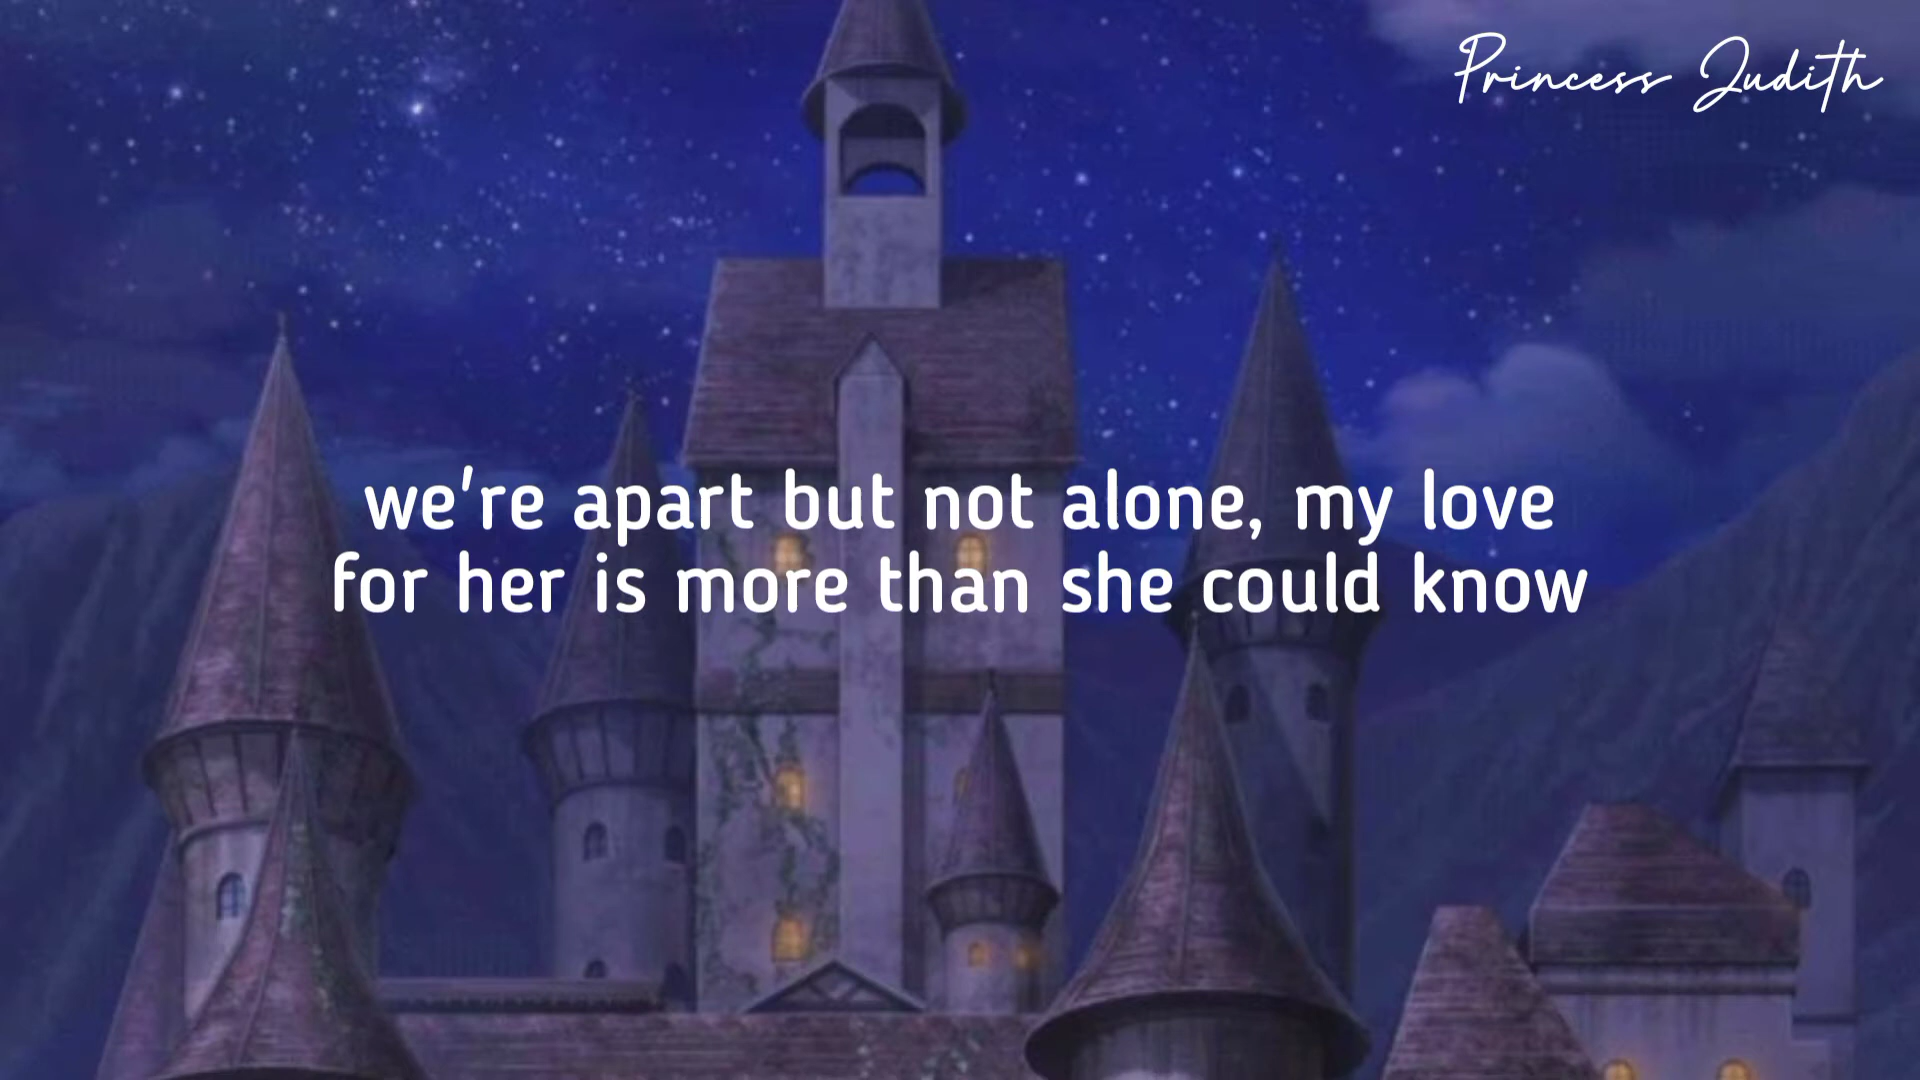 Princess Judith
we're apart but not alone, my love
for her is more than she could know